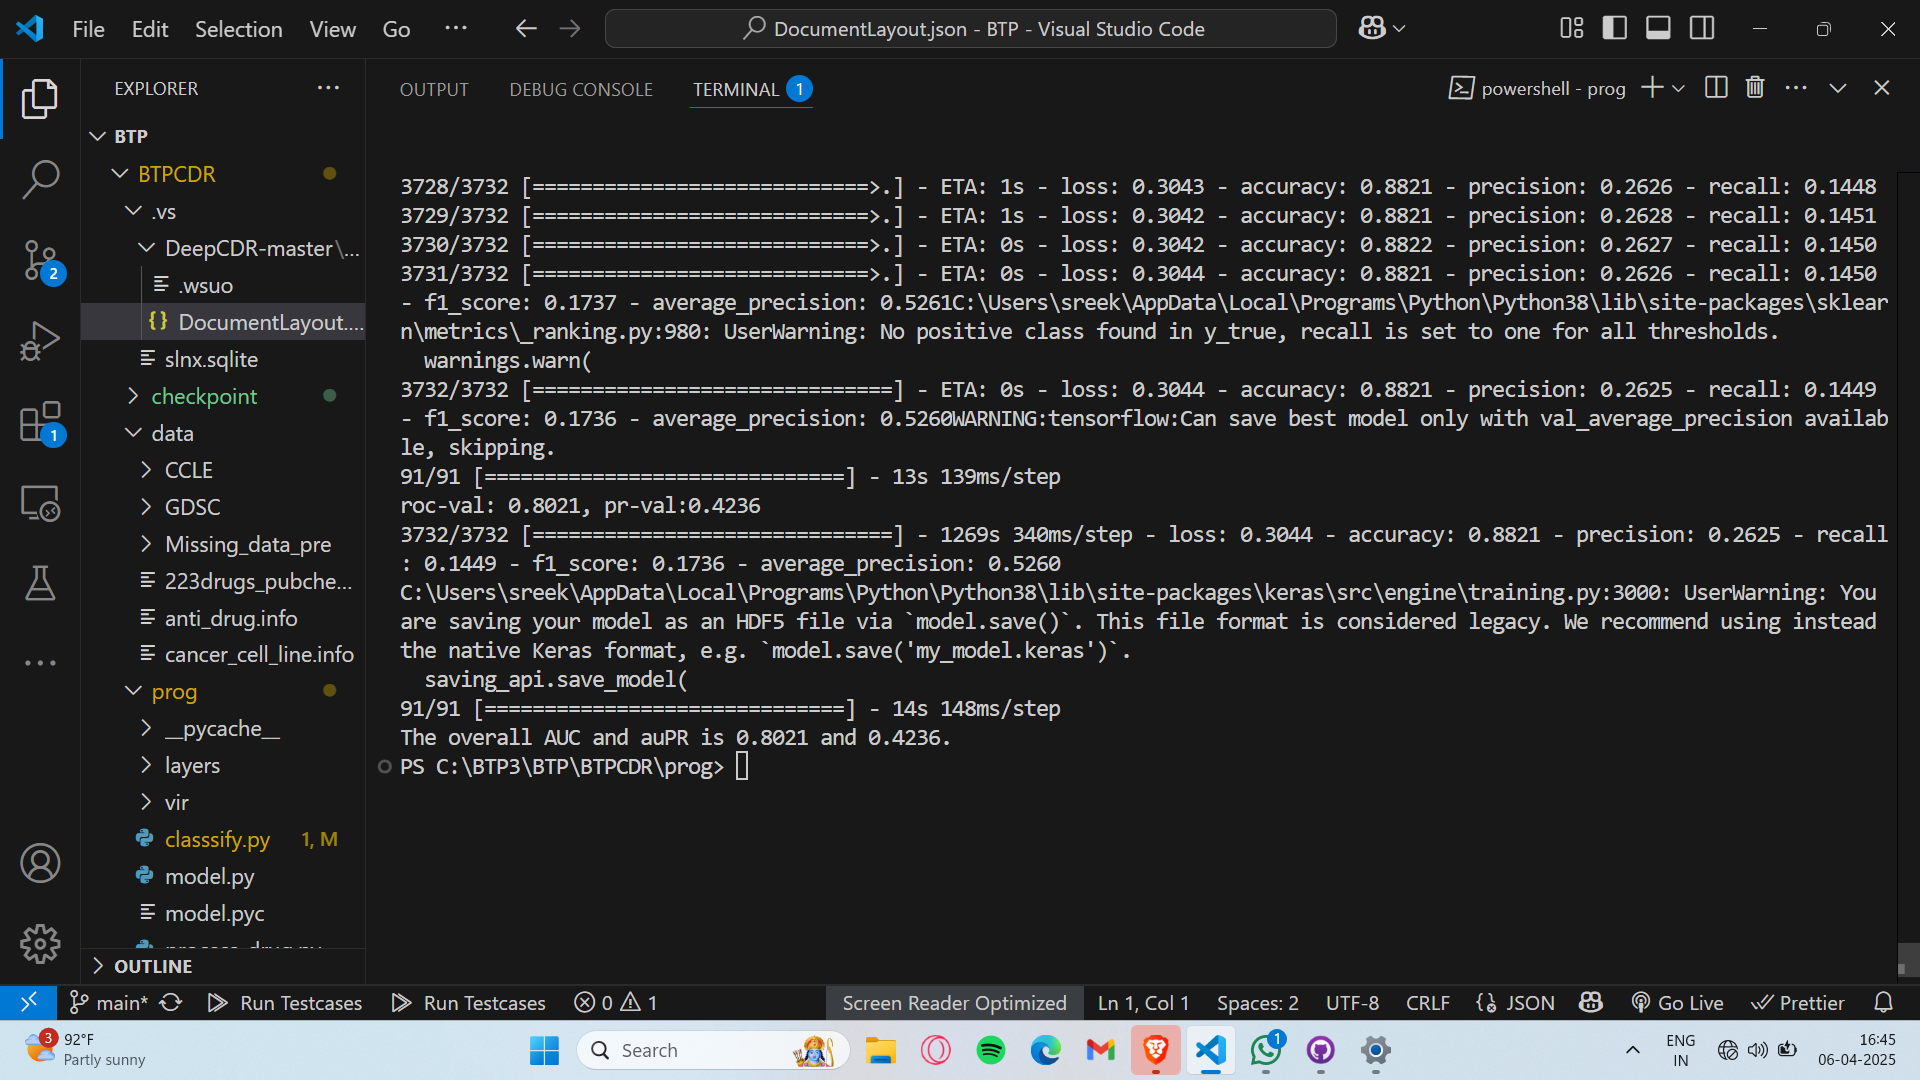 File Edit Selection View Go ···
DocumentLayout.json - BTP - Visual Studio Code
EXPLORER ···
OUTPUT DEBUG CONSOLE TERMINAL 1
powershell - prog
BTP
BTPCDR
.vs
DeepCDR-master\...
.wsuo
{} DocumentLayout....
slnx.sqlite
checkpoint
data
CCLE
GDSC
Missing_data_pre
223drugs_pubche...
anti_drug.info
cancer_cell_line.info
prog
__pycache__
layers
vir
classsify.py 1, M
model.py
model.pyc
OUTLINE
2
1
3728/3732 [============================>.] - ETA: 1s - loss: 0.3043 - accuracy: 0.8821 - precision: 0.2626 - recall: 0.1448
3729/3732 [============================>.] - ETA: 1s - loss: 0.3042 - accuracy: 0.8821 - precision: 0.2628 - recall: 0.1451
3730/3732 [============================>.] - ETA: 0s - loss: 0.3042 - accuracy: 0.8822 - precision: 0.2627 - recall: 0.1450
3731/3732 [============================>.] - ETA: 0s - loss: 0.3044 - accuracy: 0.8821 - precision: 0.2626 - recall: 0.1450
- f1_score: 0.1737 - average_precision: 0.5261C:\Users\sreek\AppData\Local\Programs\Python\Python38\lib\site-packages\sklear
n\metrics\_ranking.py:980: UserWarning: No positive class found in y_true, recall is set to one for all thresholds.
warnings.warn(
3732/3732 [==============================] - ETA: 0s - loss: 0.3044 - accuracy: 0.8821 - precision: 0.2625 - recall: 0.1449
- f1_score: 0.1736 - average_precision: 0.5260WARNING:tensorflow:Can save best model only with val_average_precision availab
le, skipping.
91/91 [==============================] - 13s 139ms/step
roc-val: 0.8021, pr-val:0.4236
3732/3732 [==============================] - 1269s 340ms/step - loss: 0.3044 - accuracy: 0.8821 - precision: 0.2625 - recall
: 0.1449 - f1_score: 0.1736 - average_precision: 0.5260
C:\Users\sreek\AppData\Local\Programs\Python\Python38\lib\site-packages\keras\src\engine\training.py:3000: UserWarning: You
are saving your model as an HDF5 file via `model.save()`. This file format is considered legacy. We recommend using instead
the native Keras format, e.g. `model.save('my_model.keras')`.
saving_api.save_model(
91/91 [==============================] - 14s 148ms/step
The overall AUC and auPR is 0.8021 and 0.4236.
PS C:\BTP3\BTP\BTPCDR\prog>
main* Run Testcases Run Testcases 0 1 Screen Reader Optimized Ln 1, Col 1 Spaces: 2 UTF-8 CRLF JSON Go Live Prettier
3 92°F
Partly sunny
Search
1
ENG
IN
16:45
06-04-2025